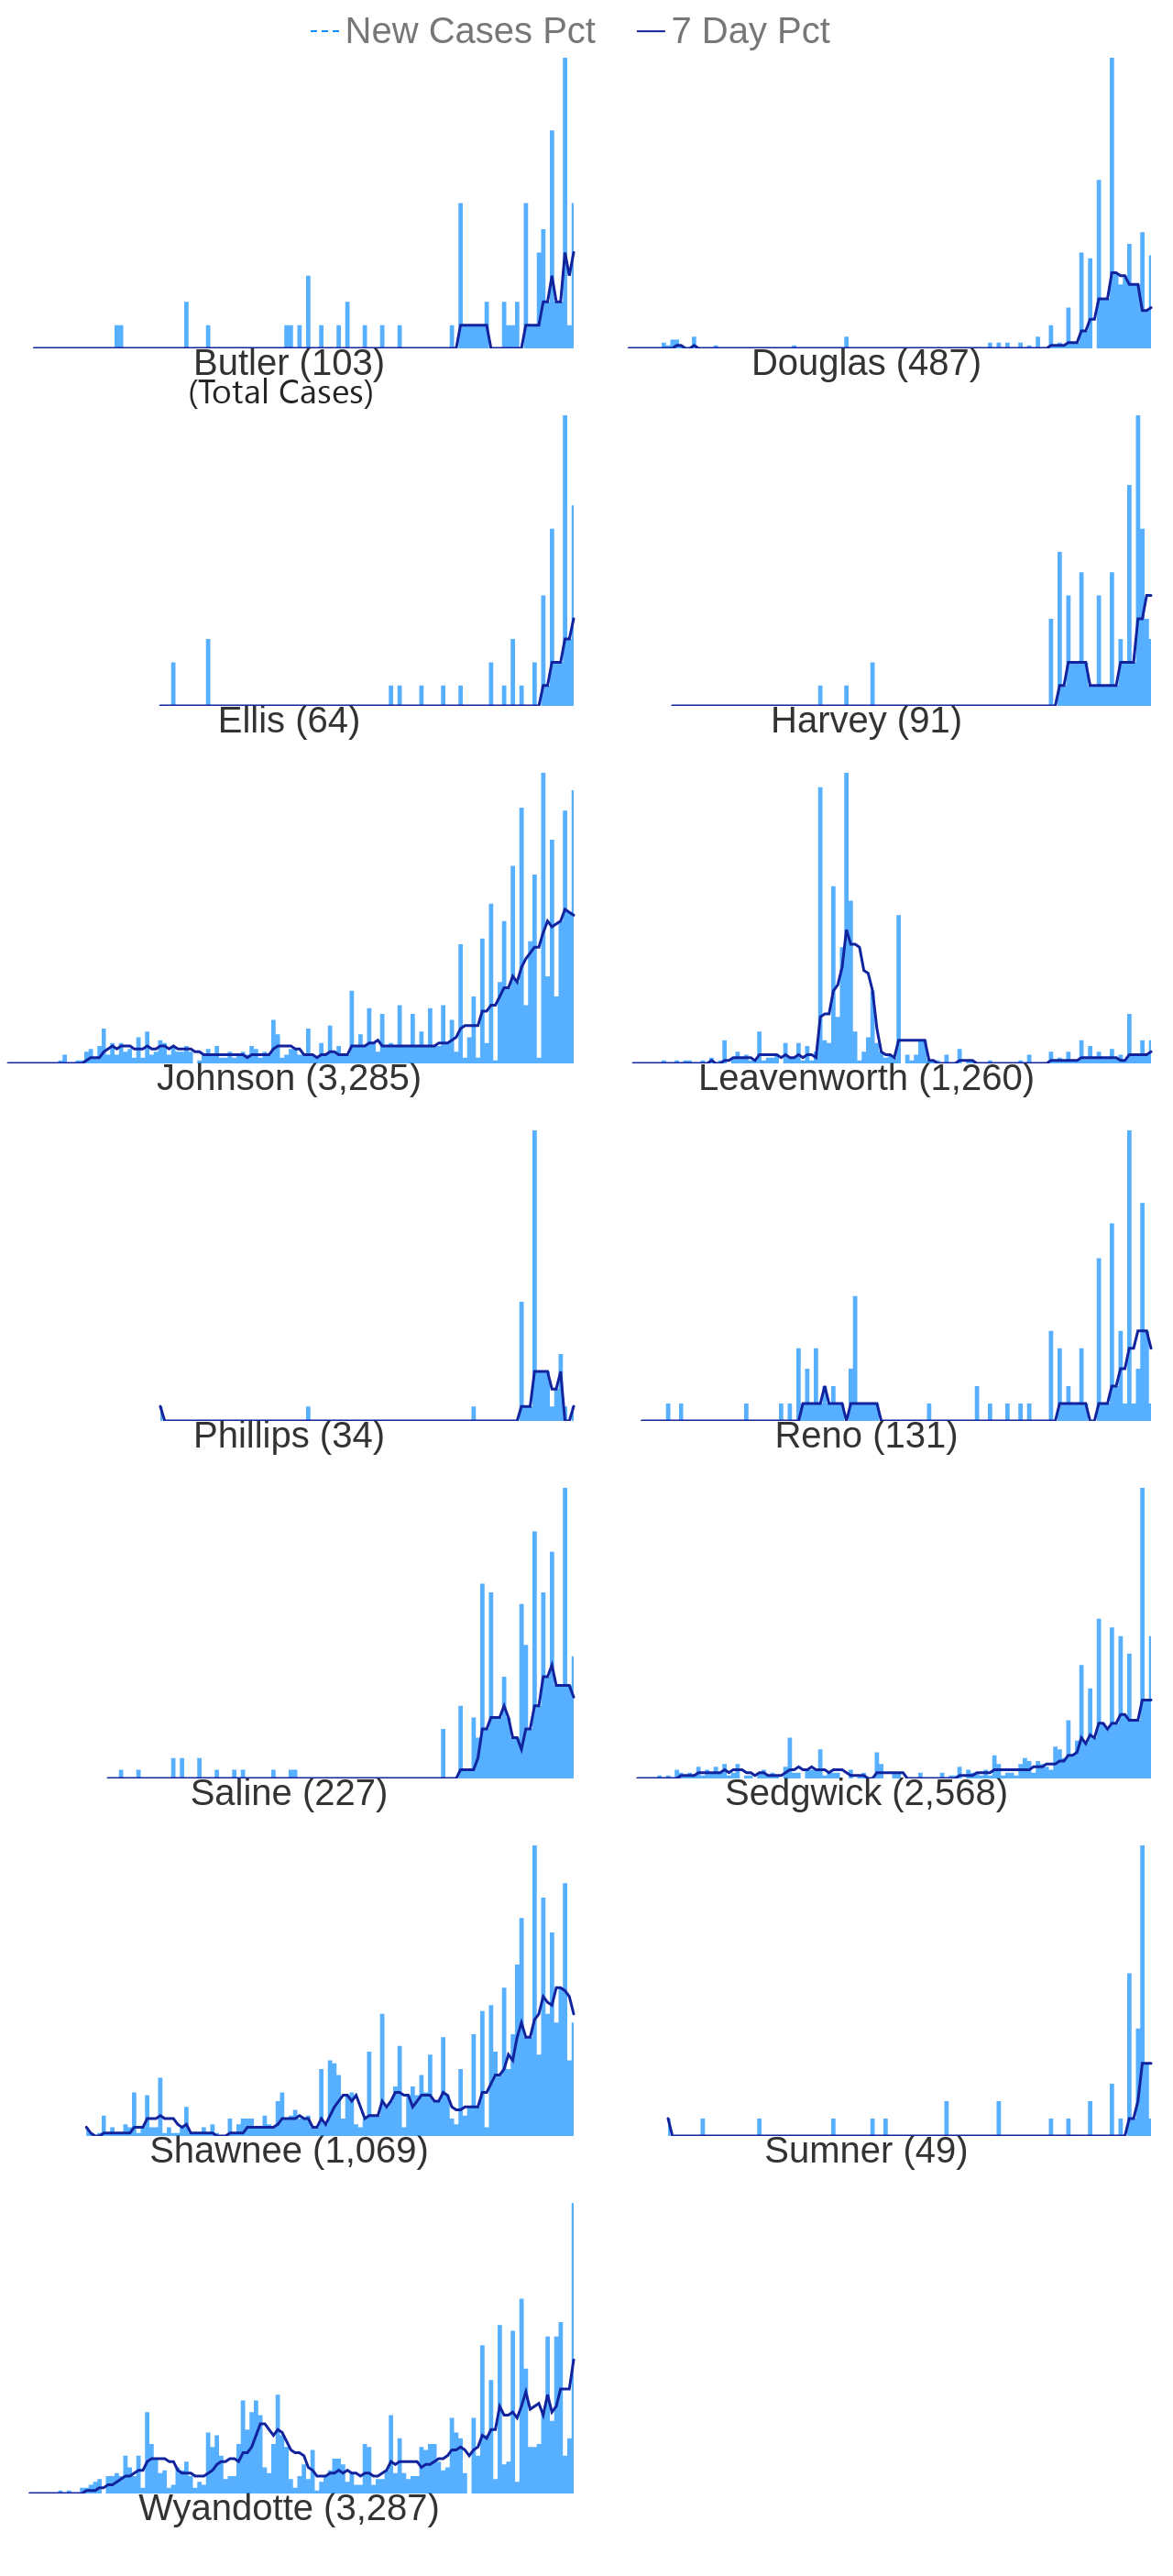 New Cases Pct 7 Day Pct
Butler (103) Douglas (487)
(Total Cases)
Ellis (64) Harvey (91)
Johnson (3,285) Leavenworth (1,260)
Phillips (34) Reno (131)
Saline (227) Sedgwick (2,568)
Shawnee (1,069) Sumner (49)
Wyandotte (3,287)